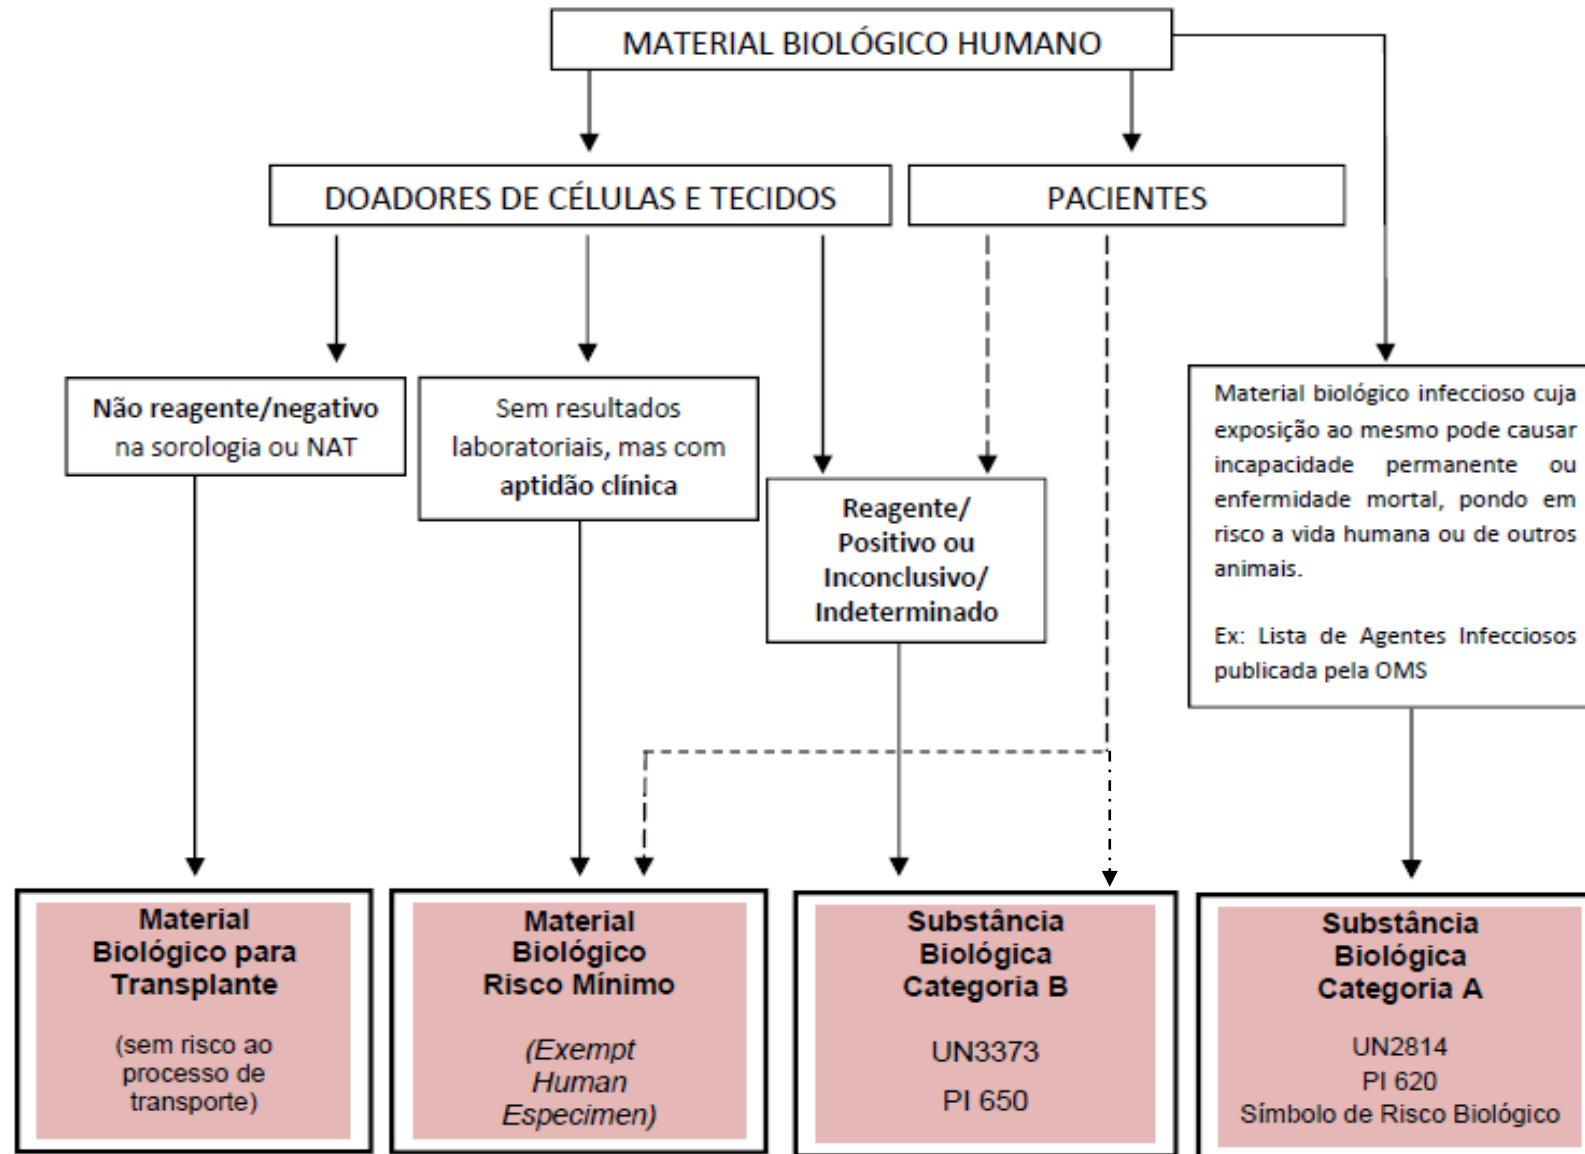 MATERIAL BIOLÓGICO HUMANO
DOADORES DE CÉLULAS E TECIDOS
PACIENTES
Não reagente/negativo
na sorologia ou NAT
Sem resultados
laboratoriais, mas com
aptidão clínica
Reagente/
Positivo ou
Inconclusivo/
Indeterminado
Material biológico infeccioso cuja
exposição ao mesmo pode causar
incapacidade permanente ou
enfermidade mortal, pondo em
risco a vida humana ou de outros
animais.
Ex: Lista de Agentes Infecciosos
publicada pela OMS
Material
Biológico para
Transplante
(sem risco ao
processo de
transporte)
Material
Biológico
Risco Mínimo
(Exempt
Human
Especimen)
Substância
Biológica
Categoria B
UN3373
PI 650
Substância
Biológica
Categoria A
UN2814
PI 620
Símbolo de Risco Biológico